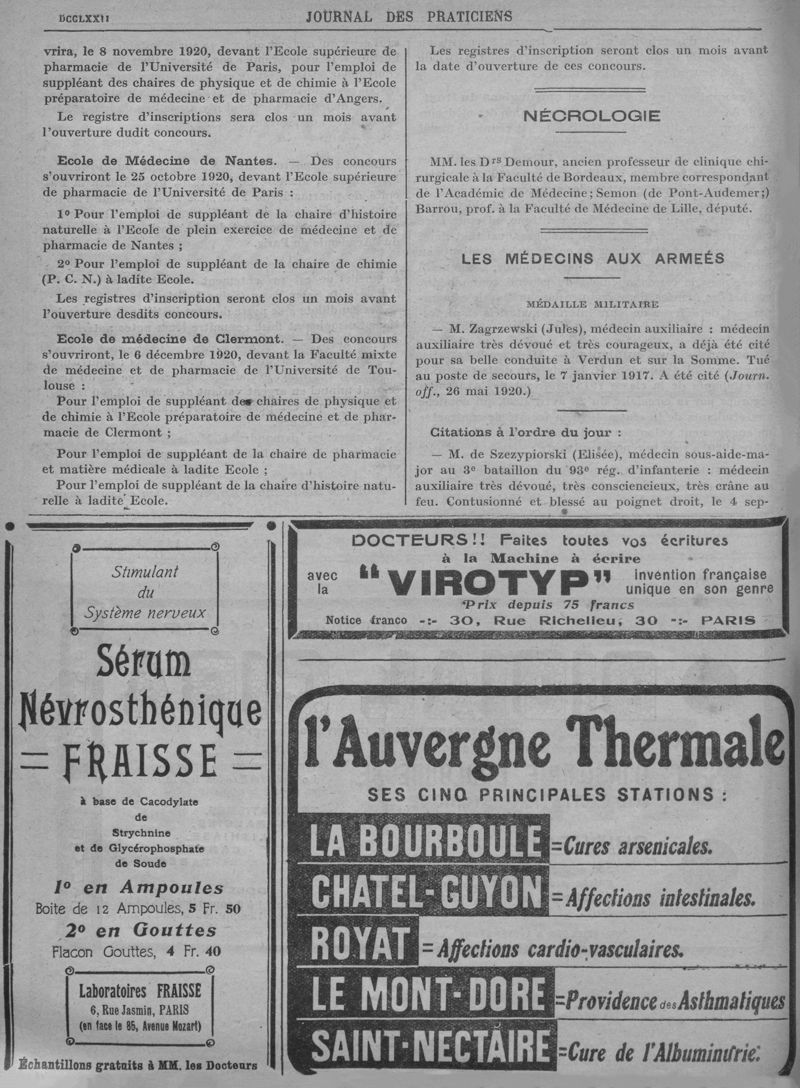 DCCLXXII
JOURNAL DES PRATICIENS
vrira, le 8 novembre 1920, devant l'Ecole supérieure de
pharmacie de l'Université de Paris, pour l'emploi de
suppléant des chaires de physique et de chimie à l'Ecole
préparatoire de médecine et de pharmacie d'Angers.
Le registre d'inscriptions sera clos un mois avant
l'ouverture dudit concours.
Ecole de Médecine de Nantes. — Des concours
s'ouvriront le 25 octobre 1920, devant l'Ecole supérieure
de pharmacie de l'Université de Paris :
1º Pour l'emploi de suppléant de la chaire d'histoire
naturelle à l'Ecole de plein exercice de médecine et de
pharmacie de Nantes ;
2º Pour l'emploi de suppléant de la chaire de chimie
(P. C. N.) à ladite Ecole.
Les registres d'inscription seront clos un mois avant
l'ouverture desdits concours.
Ecole de médecine de Clermont. — Des concours
s'ouvriront, le 6 décembre 1920, devant la Faculté mixte
de médecine et de pharmacie de l'Université de Tou-
louse :
Pour l'emploi de suppléant des chaires de physique et
de chimie à l'Ecole préparatoire de médecine et de phar-
macie de Clermont ;
Pour l'emploi de suppléant de la chaire de pharmacie
et matière médicale à ladite Ecole ;
Pour l'emploi de suppléant de la chaire d'histoire natu-
relle à ladite Ecole.
Les registres d'inscription seront clos un mois avant
la date d'ouverture de ces concours.
NÉCROLOGIE
MM. les Drs Demour, ancien professeur de clinique chi-
rurgicale à la Faculté de Bordeaux, membre correspondant
de l'Académie de Médecine; Semon (de Pont-Audemer;)
Barrou, prof. à la Faculté de Médecine de Lille, député.
LES MÉDECINS AUX ARMEÉS
MÉDAILLE MILITAIRE
— M. Zagrzewski (Jules), médecin auxiliaire : médecin
auxiliaire très dévoué et très courageux, a déjà été cité
pour sa belle conduite à Verdun et sur la Somme. Tué
au poste de secours, le 7 janvier 1917. A été cité (Journ.
off., 26 mai 1920.)
Citations à l'ordre du jour :
— M. de Szezypiorski (Elisée), médecin sous-aide-ma-
jor au 3e bataillon du 93e rég. d'infanterie : médecin
auxiliaire très dévoué, très consciencieux, très crâne au
feu. Contusionné et blessé au poignet droit, le 4 sep-
Stimulant
du
Système nerveux
Sérum
Névrosthénique
= FRAISSE =
à base de Cacodylate
de
Strychnine
et de Glycérophosphate
de Soude
1º en Ampoules
Boite de 12 Ampoules, 5 Fr. 50
2º en Gouttes
Flacon Gouttes, 4 Fr. 40
Laboratoires FRAISSE
6, Rue Jasmin, PARIS
(en face le 85, Avenue Mozart)
Échantillons gratuits à MM. les Docteurs
DOCTEURS!! Faites toutes vos écritures
à la Machine à écrire
avec la "VIROTYP" invention française
unique en son genre
Prix depuis 75 francs
Notice franco -:- 30, Rue Richelieu, 30 -:- PARIS
l'Auvergne Thermale
SES CINQ PRINCIPALES STATIONS :
LA BOURBOULE = Cures arsenicales.
CHATEL-GUYON = Affections intestinales.
ROYAT = Affections cardio-vasculaires.
LE MONT-DORE = Providence des Asthmatiques
SAINT-NECTAIRE = Cure de l'Albuminurie.